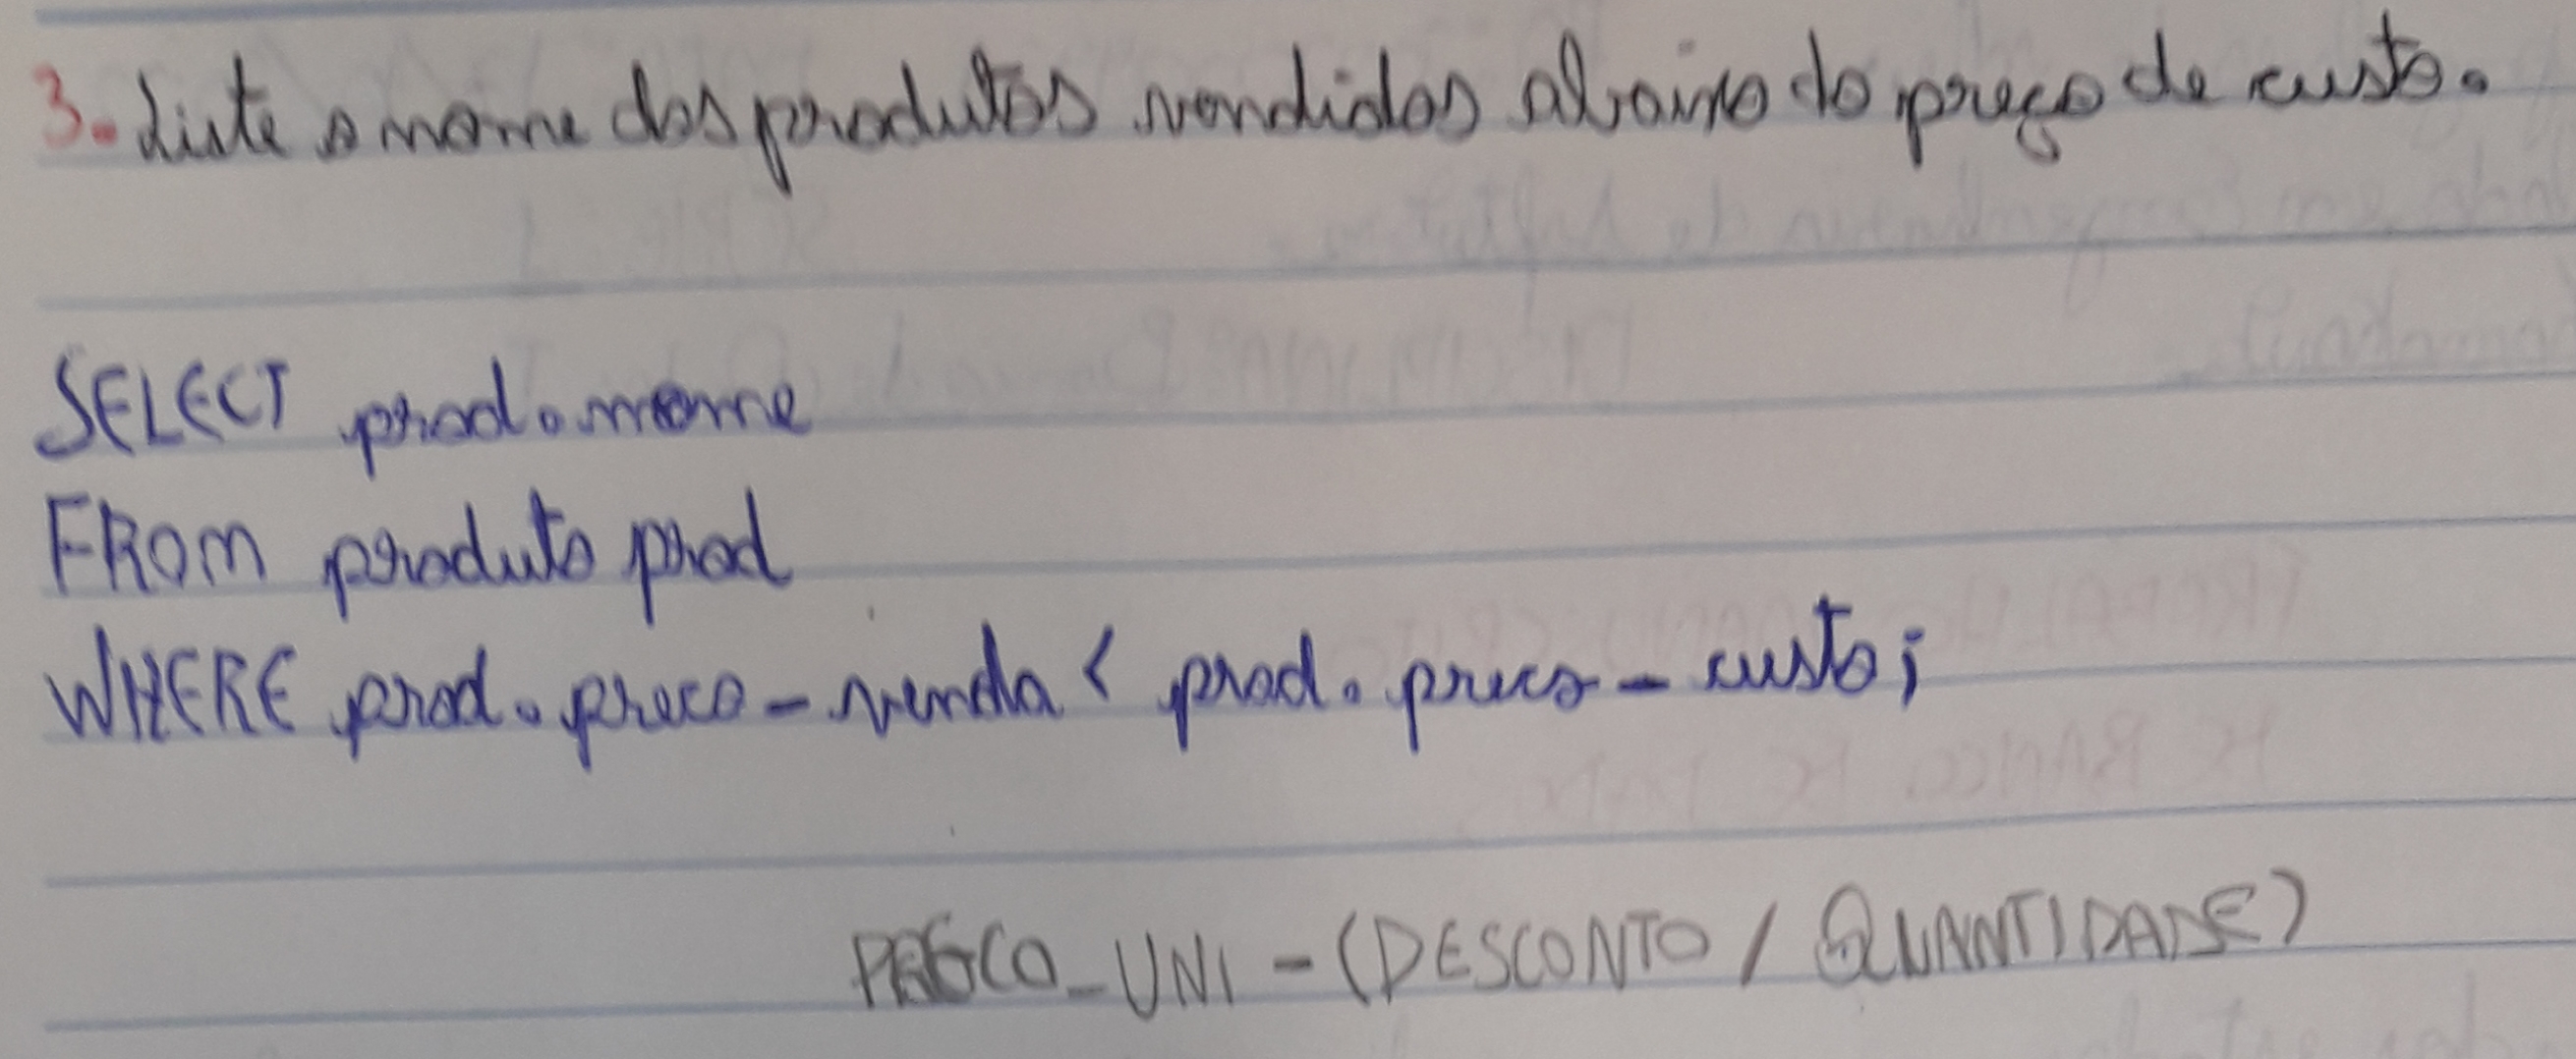 3. Liste o nome dos produtos vendidos abaixo do preço de custo.
SELECT prod.nome
FROM produto prod
WHERE prod.preco_venda < prod.preco_custo;
PRECO_UNI - (DESCONTO / QUANTIDADE)